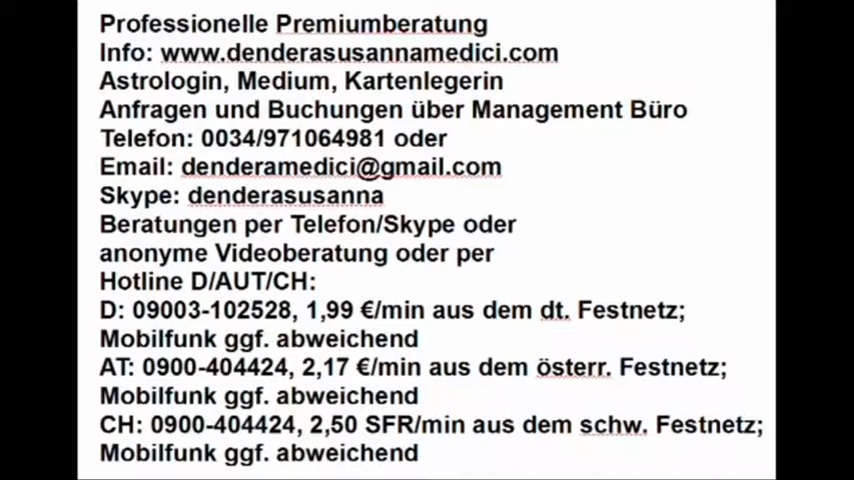 Professionelle Premiumberatung
Info: www.denderasusannamedici.com
Astrologin, Medium, Kartenlegerin
Anfragen und Buchungen über Management Büro
Telefon: 0034/971064981 oder
Email: denderamedici@gmail.com
Skype: denderasusanna
Beratungen per Telefon/Skype oder
anonyme Videoberatung oder per
Hotline D/AUT/CH:
D: 09003-102528, 1,99 €/min aus dem dt. Festnetz;
Mobilfunk ggf. abweichend
AT: 0900-404424, 2,17 €/min aus dem österr. Festnetz;
Mobilfunk ggf. abweichend
CH: 0900-404424, 2,50 SFR/min aus dem schw. Festnetz;
Mobilfunk ggf. abweichend